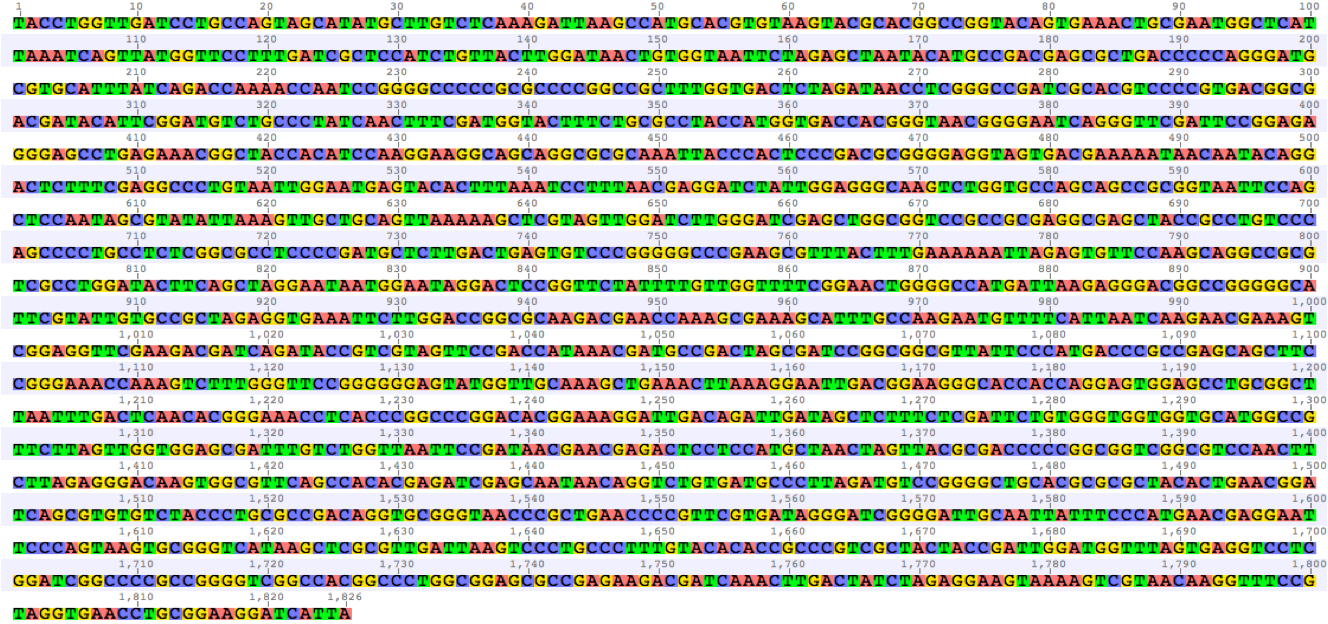 1 10 20 30 40 50 60 70 80 90 100
TACCTGGTTGATCCTGCCAGTAGCATATGCTTGTCTCAAAGATTAAGCCATGCACGTGTAAGTACGCACGGCCGGTACAGTGAAACTGCGAATGGCTCAT
110 120 130 140 150 160 170 180 190 200
TAAATCAGTTATGGTTCCTTTGATCGCTCCATCTGTTACTTGGATAACTGTGGTAATTCTAGAGCTAATACATGCCGACGAGCGCTGACCCCCAGGGATG
210 220 230 240 250 260 270 280 290 300
CGTGCATTTATCAGACCAAAACCAATCCGGGGCCCCCGCGCCCCGGCCGCTTTGGTGACTCTAGATAACCTCGGGCCGATCGCACGTCCCCGTGACGGCG
310 320 330 340 350 360 370 380 390 400
ACGATACATTCGGATGTCTGCCCTATCAACTTTCGATGGTACTTTCTGCGCCTACCATGGTGACCACGGGTAACGGGGAATCAGGGTTCGATTCCGGAGA
410 420 430 440 450 460 470 480 490 500
GGGAGCCTGAGAAACGGCTACCACATCCAAGGAAGGCAGCAGGCGCGCAAATTACCCACTCCCGACGCGGGGAGGTAGTGACGAAAAATAACAATACAGG
510 520 530 540 550 560 570 580 590 600
ACTCTTTCGAGGCCCTGTAATTGGAATGAGTACACTTTAAATCCTTTAACGAGGATCTATTGGAGGGCAAGTCTGGTGCCAGCAGCCGCGGTAATTCCAG
610 620 630 640 650 660 670 680 690 700
CTCCAATAGCGTATATTAAAGTTGCTGCAGTTAAAAAGCTCGTAGTTGGATCTTGGGATCGAGCTGGCGGTCCGCCGCGAGGCGAGCTACCGCCTGTCCC
710 720 730 740 750 760 770 780 790 800
AGCCCCTGCCTCTCGGCGCCTCCCCGATGCTCTTGACTGAGTGTCCCGGGGGCCCGAAGCGTTTACTTTGAAAAAATTAGAGTGTTCCAAGCAGGCCGCG
810 820 830 840 850 860 870 880 890 900
TCGCCTGGATACTTCAGCTAGGAATAATGGAATAGGACTCCGGTTCTATTTTGTTGGTTTTCGGAACTGGGGCCATGATTAAGAGGGACGGCCGGGGGCA
910 920 930 940 950 960 970 980 990 1,000
TTCGTATTGTGCCGCTAGAGGTGAAATTCTTGGACCGGCGCAAGACGAACCAAAGCGAAAGCATTTGCCAAGAATGTTTTCATTAATCAAGAACGAAAGT
1,010 1,020 1,030 1,040 1,050 1,060 1,070 1,080 1,090 1,100
CGGAGGTTCGAAGACGATCAGATACCGTCGTAGTTCCGACCATAAACGATGCCGACTAGCGATCCGGCGGCGTTATTCCCATGACCCGCCGAGCAGCTTC
1,110 1,120 1,130 1,140 1,150 1,160 1,170 1,180 1,190 1,200
CGGGAAACCAAAGTCTTTGGGTTCCGGGGGGAGTATGGTTGCAAAGCTGAAACTTAAAGGAATTGACGGAAGGGCACCACCAGGAGTGGAGCCTGCGGCT
1,210 1,220 1,230 1,240 1,250 1,260 1,270 1,280 1,290 1,300
TAATTTGACTCAACACGGGAAACCTCACCCGGCCCGGACACGGAAAGGATTGACAGATTGATAGCTCTTTCTCGATTCTGTGGGTGGTGGTGCATGGCCG
1,310 1,320 1,330 1,340 1,350 1,360 1,370 1,380 1,390 1,400
TTCTTAGTTGGTGGAGCGATTTGTCTGGTTAATTCCGATAACGAACGAGACTCCTCCATGCTAACTAGTTACGCGACCCCCGGCGGTCGGCGTCCAACTT
1,410 1,420 1,430 1,440 1,450 1,460 1,470 1,480 1,490 1,500
CTTAGAGGGACAAGTGGCGTTCAGCCACACGAGATCGAGCAATAACAGGTCTGTGATGCCCTTAGATGTCCGGGGCTGCACGCGCGCTACACTGAACGGA
1,510 1,520 1,530 1,540 1,550 1,560 1,570 1,580 1,590 1,600
TCAGCGTGTGTCTACCCTGCGCCGACAGGTGCGGGTAACCCGCTGAACCCCGTTCGTGATAGGGATCGGGGATTGCAATTATTTCCCATGAACGAGGAAT
1,610 1,620 1,630 1,640 1,650 1,660 1,670 1,680 1,690 1,700
TCCCAGTAAGTGCGGGTCATAAGCTCGCGTTGATTAAGTCCCTGCCCTTTGTACACACCGCCCGTCGCTACTACCGATTGGATGGTTTAGTGAGGTCCTC
1,710 1,720 1,730 1,740 1,750 1,760 1,770 1,780 1,790 1,800
GGATCGGCCCCGCCGGGGTCGGCCACGGCCCTGGCGGAGCGCCGAGAAGACGATCAAACTTGACTATCTAGAGGAAGTAAAAGTCGTAACAAGGTTTCCG
1,810 1,820 1,826
TAGGTGAACCTGCGGAAGGATCATTA